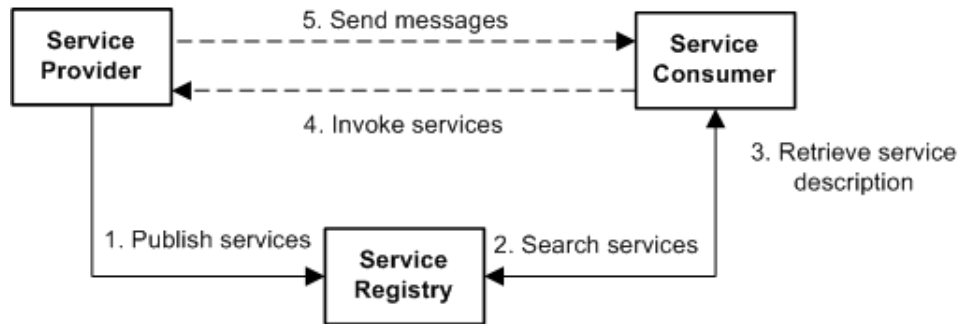 5. Send messages
Service
Provider
Service
Consumer
4. Invoke services
3. Retrieve service
description
1. Publish services
2. Search services
Service
Registry